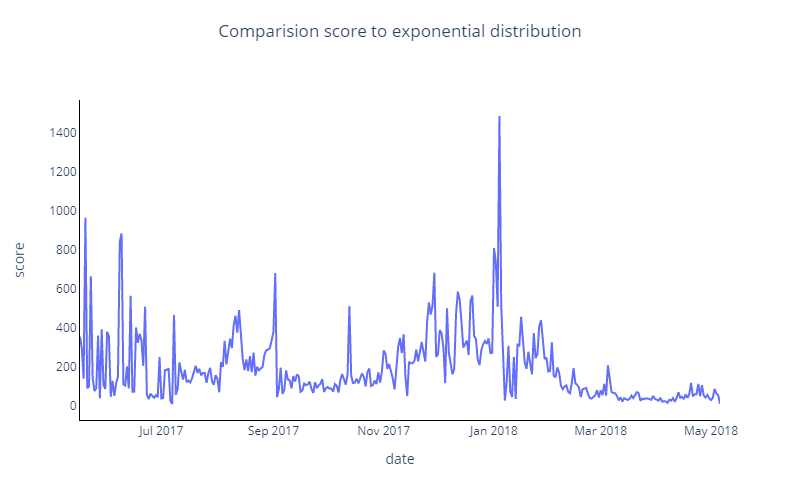 Comparision score to exponential distribution
1400
1200
1000
800
600
400
200
0
score
Jul 2017 Sep 2017 Nov 2017 Jan 2018 Mar 2018 May 2018
date